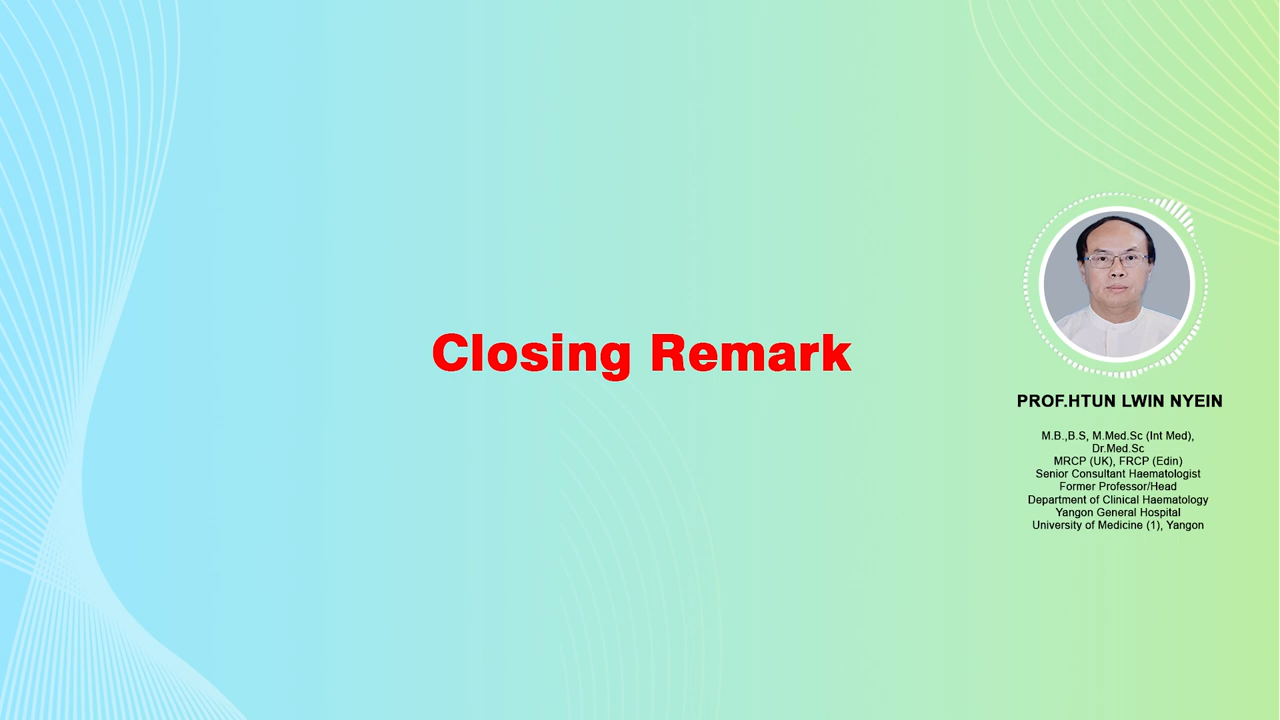 Closing Remark
PROF.HTUN LWIN NYEIN
M.B.,B.S, M.Med.Sc (Int Med),
Dr.Med.Sc
MRCP (UK), FRCP (Edin)
Senior Consultant Haematologist
Former Professor/Head
Department of Clinical Haematology
Yangon General Hospital
University of Medicine (1), Yangon